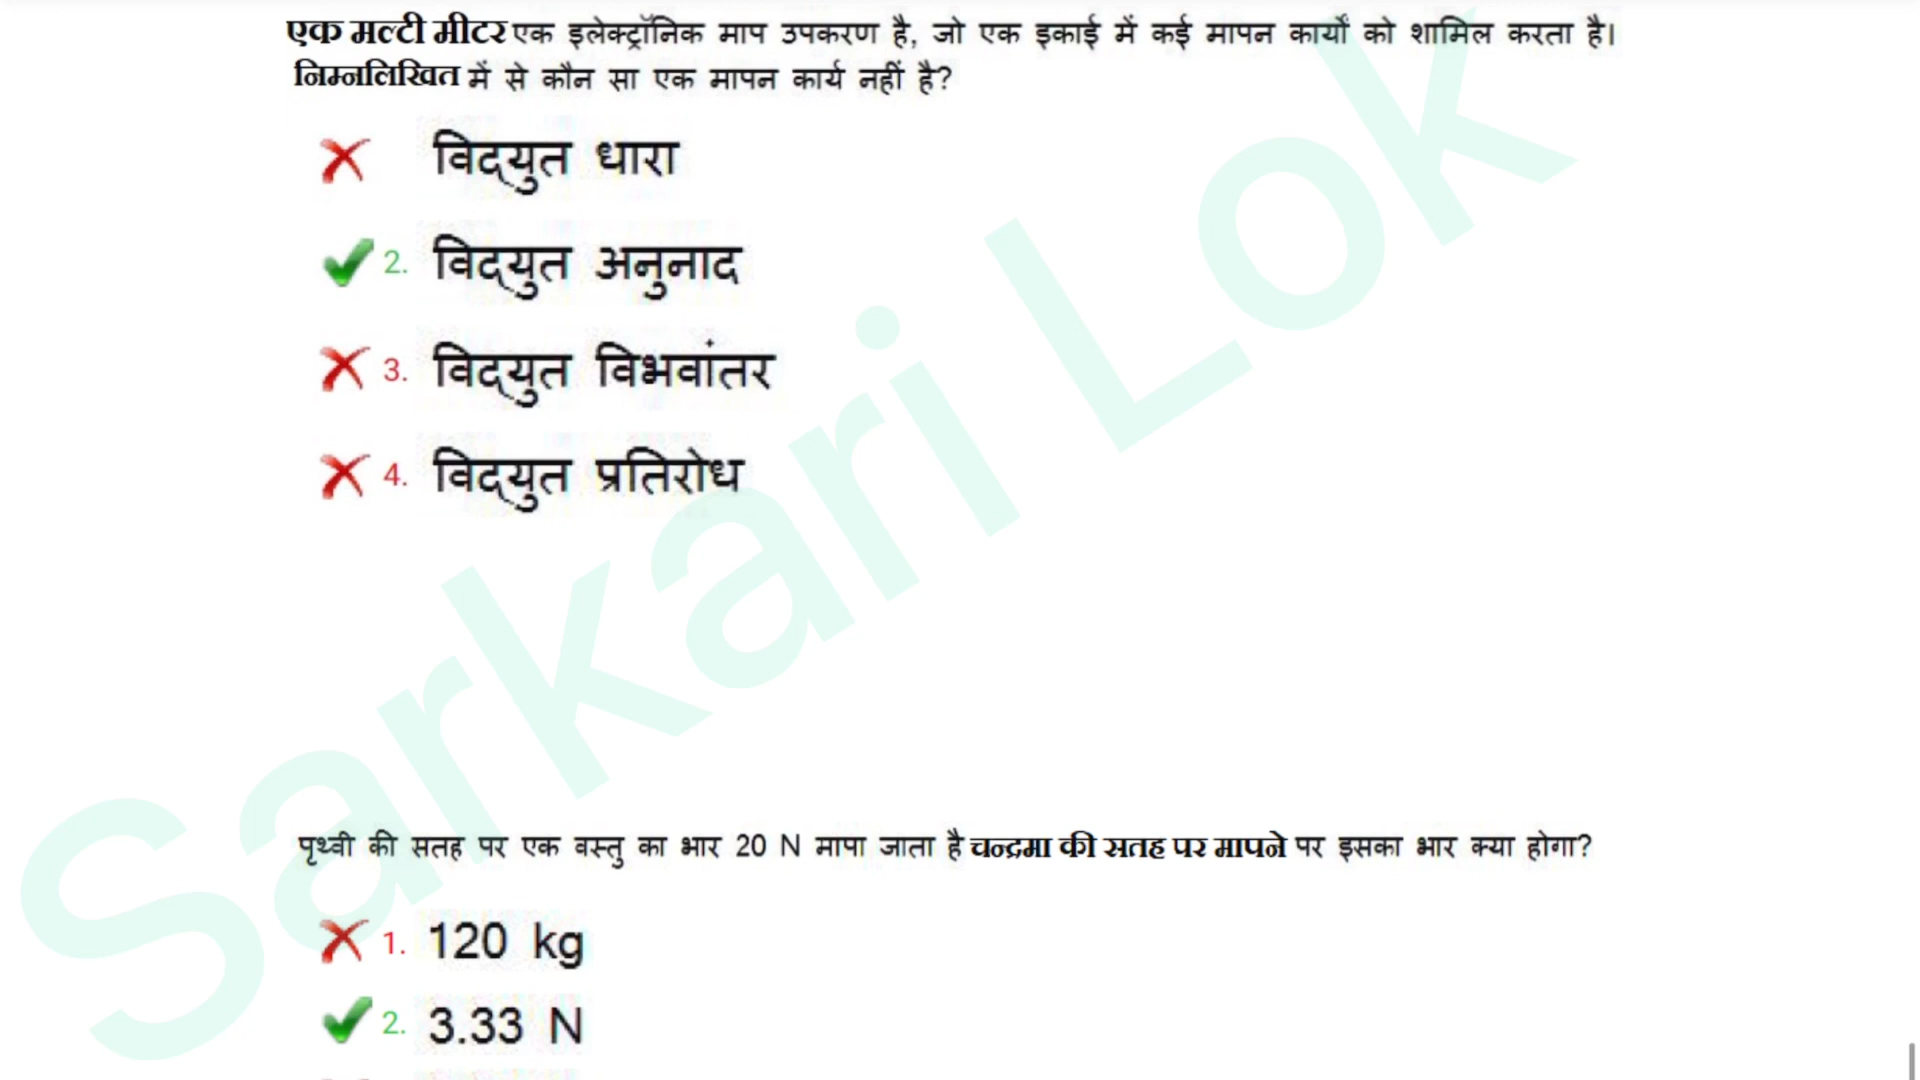 एक मल्टी मीटर एक इलेक्ट्रॉनिक माप उपकरण है, जो एक इकाई में कई मापन कार्यों को शामिल करता है।
निम्नलिखित में से कौन सा एक मापन कार्य नहीं है?
विद्युत धारा
2. विद्युत अनुनाद
3. विद्युत विभवांतर
4. विद्युत प्रतिरोध
पृथ्वी की सतह पर एक वस्तु का भार 20 N मापा जाता है चन्द्रमा की सतह पर मापने पर इसका भार क्या होगा?
1. 120 kg
2. 3.33 N
Sarkari Lok